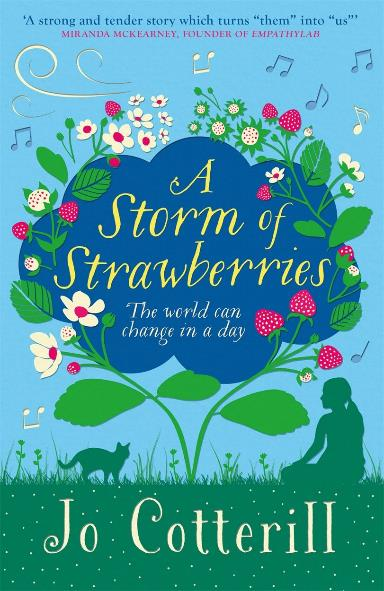 ‘A strong and tender story which turns “them” into “us”’
MIRANDA MCKEARNEY, FOUNDER OF EMPATHYLAB
A
Storm of
Strawberries
The world can
change in a day
Jo Cotterill